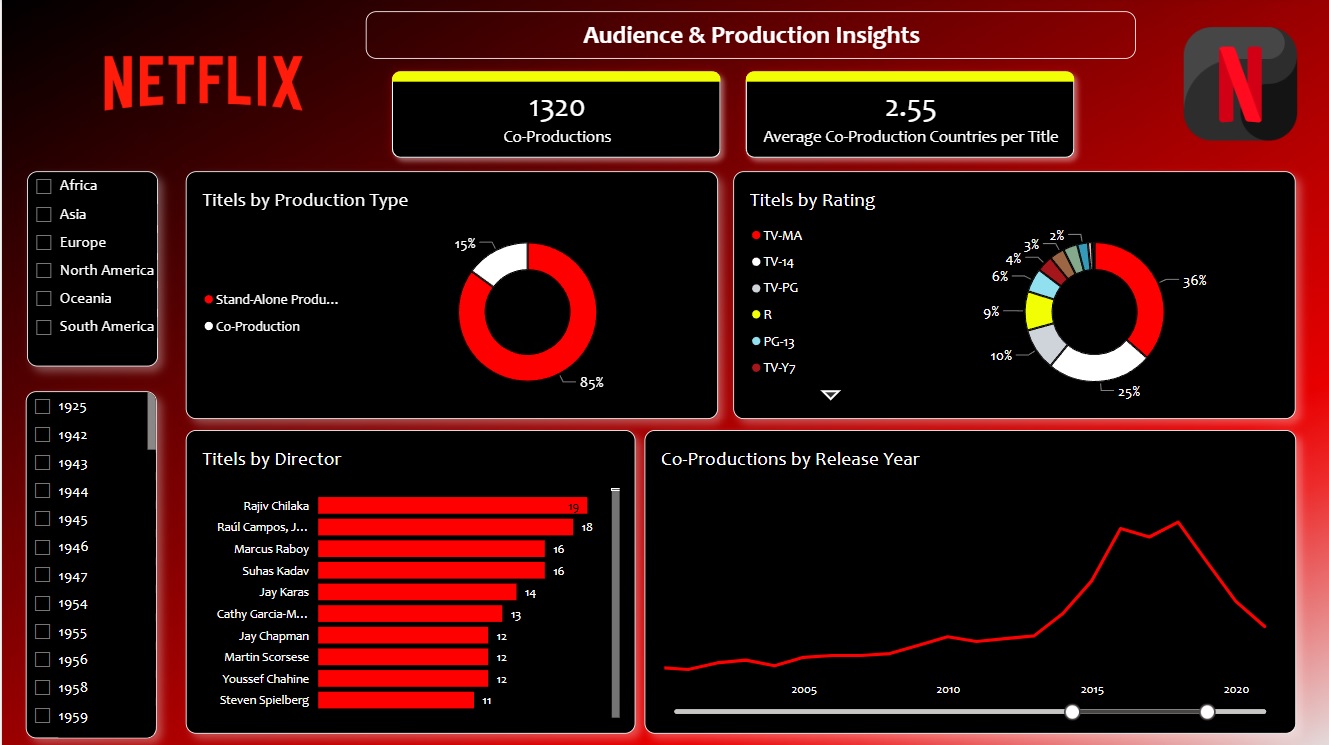 NETFLIX
Audience & Production Insights
N
1320
Co-Productions
2.55
Average Co-Production Countries per Title
Africa
Asia
Europe
North America
Oceania
South America
Titels by Production Type
Stand-Alone Produ...
Co-Production
15%
85%
Titels by Rating
TV-MA
TV-14
TV-PG
R
PG-13
TV-Y7
2%
3%
4%
6%
9%
10%
25%
36%
1925
1942
1943
1944
1945
1946
1947
1954
1955
1956
1958
1959
Titels by Director
Rajiv Chilaka 19
Raúl Campos, J... 18
Marcus Raboy 16
Suhas Kadav 16
Jay Karas 14
Cathy Garcia-M... 13
Jay Chapman 12
Martin Scorsese 12
Youssef Chahine 12
Steven Spielberg 11
Co-Productions by Release Year
2005 2010 2015 2020